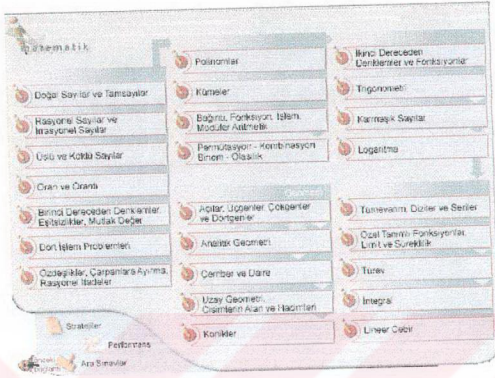 matematik
Doğal Sayılar ve Tamsayılar
Rasyonel Sayılar ve
İrrasyonel Sayılar
Üslü ve Köklü Sayılar
Oran ve Orantı
Birinci Dereceden Denklemler,
Eşitsizlikler, Mutlak Değer
Dört İşlem Problemleri
Özdeşlikler, Çarpanlara Ayırma,
Rasyonel İfadeler
Polinomlar
Kümeler
Bağıntı, Fonksiyon, İşlem,
Modüler Aritmetik
Permütasyon - Kombinasyon
Binom - Olasılık
Geometri
Açılar, Üçgenler, Çokgenler
ve Dörtgenler
Analitik Geometri
Çember ve Daire
Uzay Geometri,
Cisimlerin Alan ve Hacimleri
Konikler
İkinci Dereceden
Denklemler ve Fonksiyonlar
Trigonometri
Karmaşık Sayılar
Logaritma
Tümevarım, Diziler ve Seriler
Özel Tanımlı Fonksiyonlar,
Limit ve Süreklilik
Türev
İntegral
Lineer Cebir
Stratejiler
Performans
Ara Sınavlar